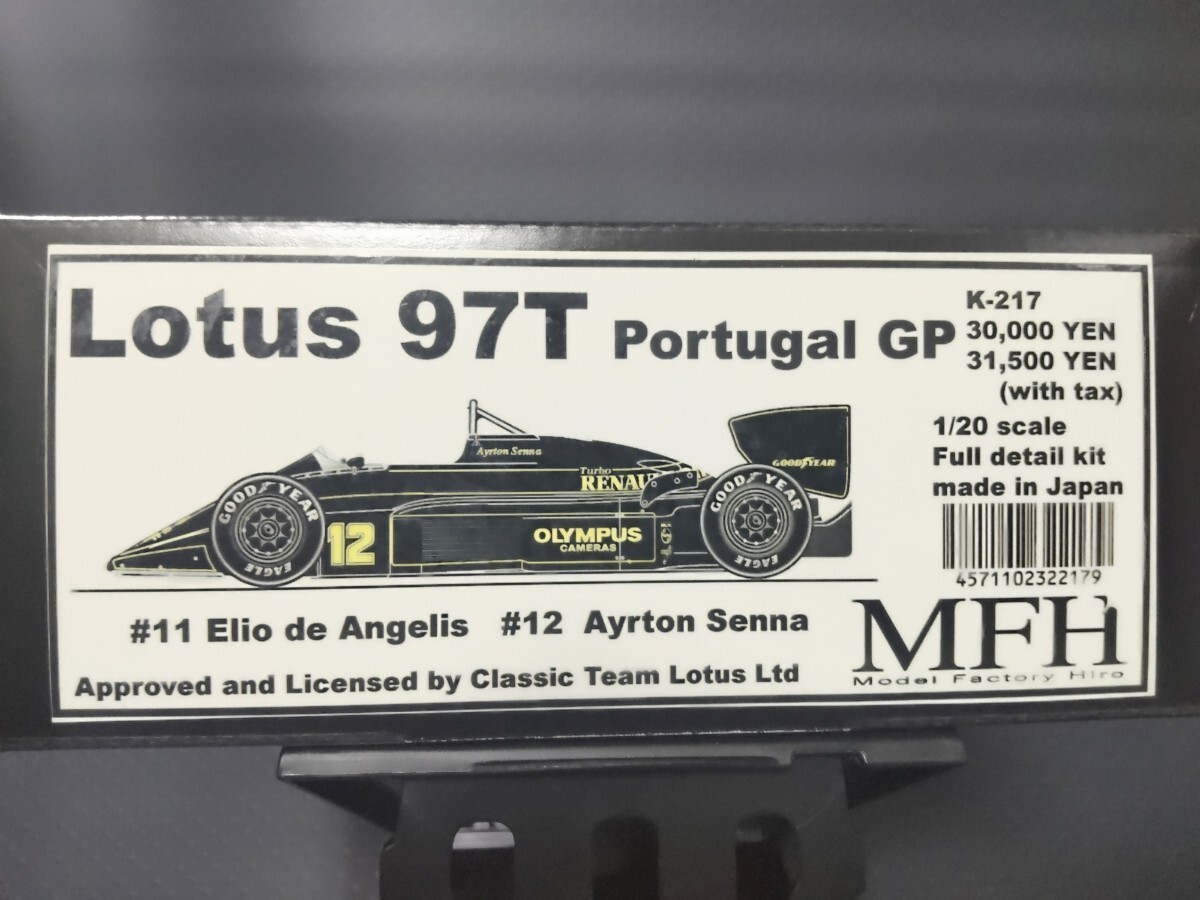 Lotus 97T Portugal GP
K-217
30,000 YEN
31,500 YEN
(with tax)
1/20 scale
Full detail kit
made in Japan
4571102322179
Ayrton Senna
GOODYEAR
Turbo
RENAU
GOODYEAR
EAGLE
12
OLYMPUS
CAMERAS
GOODYEAR
EAGLE
#11 Elio de Angelis #12 Ayrton Senna
Approved and Licensed by Classic Team Lotus Ltd
MFH
Model Factory Hiro